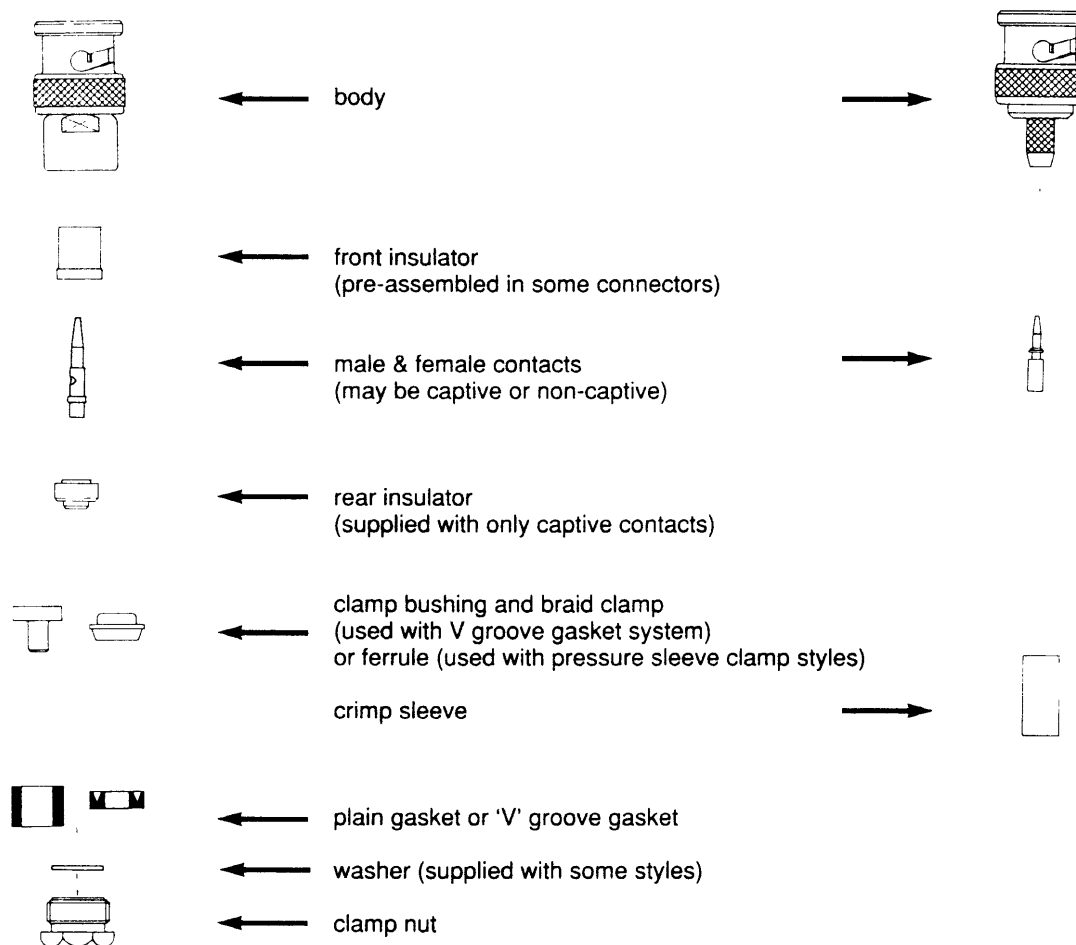 body
front insulator
(pre-assembled in some connectors)
male & female contacts
(may be captive or non-captive)
rear insulator
(supplied with only captive contacts)
clamp bushing and braid clamp
(used with V groove gasket system)
or ferrule (used with pressure sleeve clamp styles)
crimp sleeve
plain gasket or ‘V’ groove gasket
washer (supplied with some styles)
clamp nut